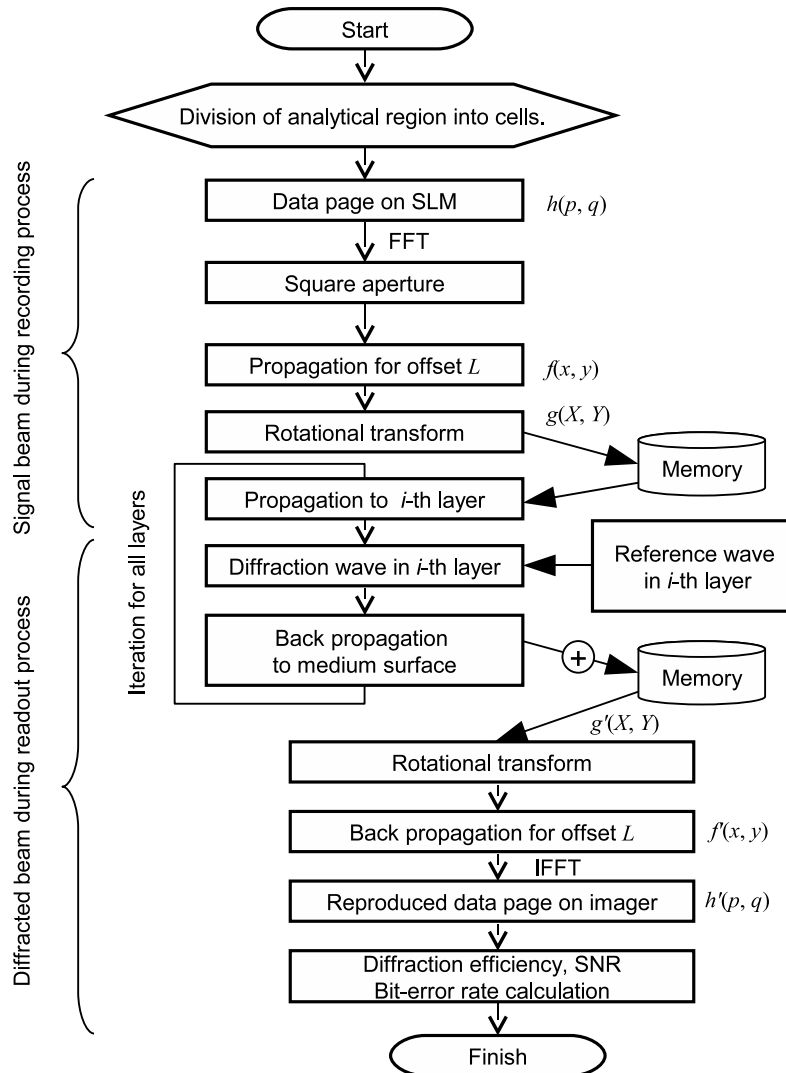 Start
Division of analytical region into cells.
Signal beam during recording process
Data page on SLM
h(p, q)
FFT
Square aperture
Propagation for offset L
f(x, y)
Rotational transform
g(X, Y)
Memory
Iteration for all layers
Propagation to i-th layer
Diffracted beam during readout process
Diffraction wave in i-th layer
Reference wave
in i-th layer
Back propagation
to medium surface
+
Memory
g'(X, Y)
Rotational transform
Back propagation for offset L
f'(x, y)
IFFT
Reproduced data page on imager
h'(p, q)
Diffraction efficiency, SNR
Bit-error rate calculation
Finish